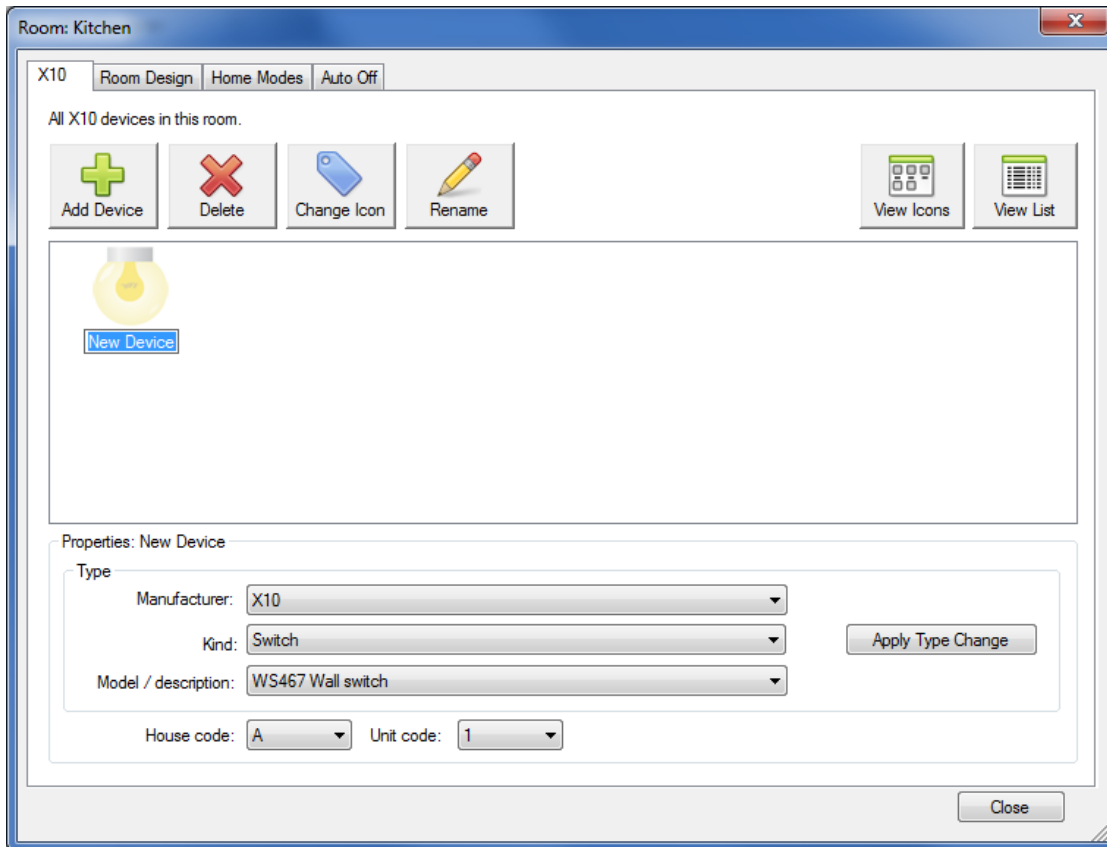 Room: Kitchen
X10 Room Design Home Modes Auto Off
All X10 devices in this room.
Add Device Delete Change Icon Rename View Icons View List
New Device
Properties: New Device
Type
Manufacturer: X10
Kind: Switch Apply Type Change
Model / description: WS467 Wall switch
House code: A Unit code: 1
Close